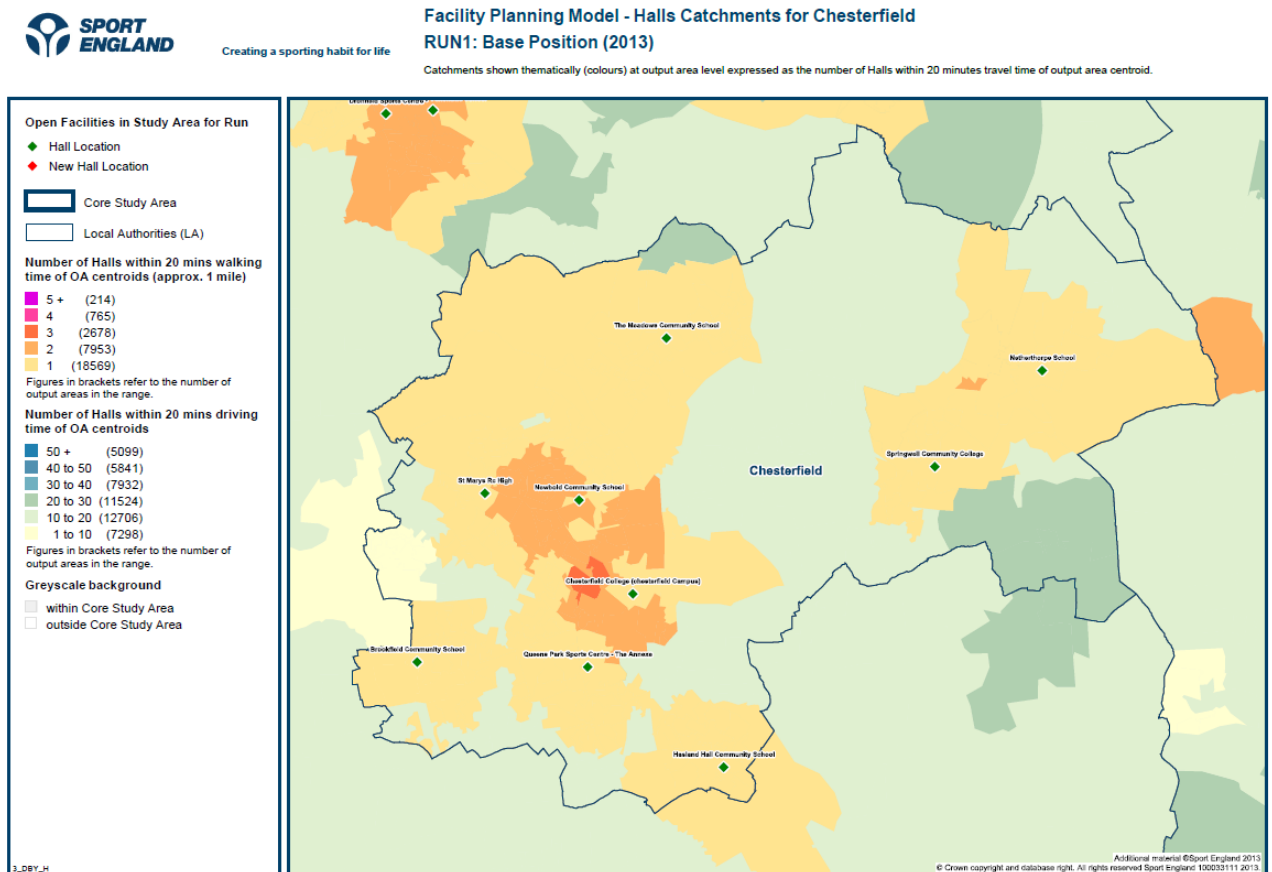 SPORT
ENGLAND
Creating a sporting habit for life
Facility Planning Model - Halls Catchments for Chesterfield
RUN1: Base Position (2013)
Catchments shown thematically (colours) at output area level expressed as the number of Halls within 20 minutes travel time of output area centroid.
Open Facilities in Study Area for Run
Hall Location
New Hall Location
Core Study Area
Local Authorities (LA)
Number of Halls within 20 mins walking
time of OA centroids (approx. 1 mile)
5 + (214)
4 (765)
3 (2678)
2 (7953)
1 (18569)
Figures in brackets refer to the number of
output areas in the range.
Number of Halls within 20 mins driving
time of OA centroids
50 + (5099)
40 to 50 (5841)
30 to 40 (7932)
20 to 30 (11524)
10 to 20 (12706)
1 to 10 (7298)
Figures in brackets refer to the number of
output areas in the range.
Greyscale background
within Core Study Area
outside Core Study Area
3_DBY_H
Sports Centre
The Meadows Community School
Netherthorpe School
Chesterfield
Springwell Community College
St Marys Rc High
Newbold Community School
Chesterfield College (chesterfield Campus)
Brookfield Community School
Queens Park Sports Centre - The Annexe
Hasland Hall Community School
Additional material ©Sport England 2013
© Crown copyright and database right. All rights reserved Sport England 100033111 2013.